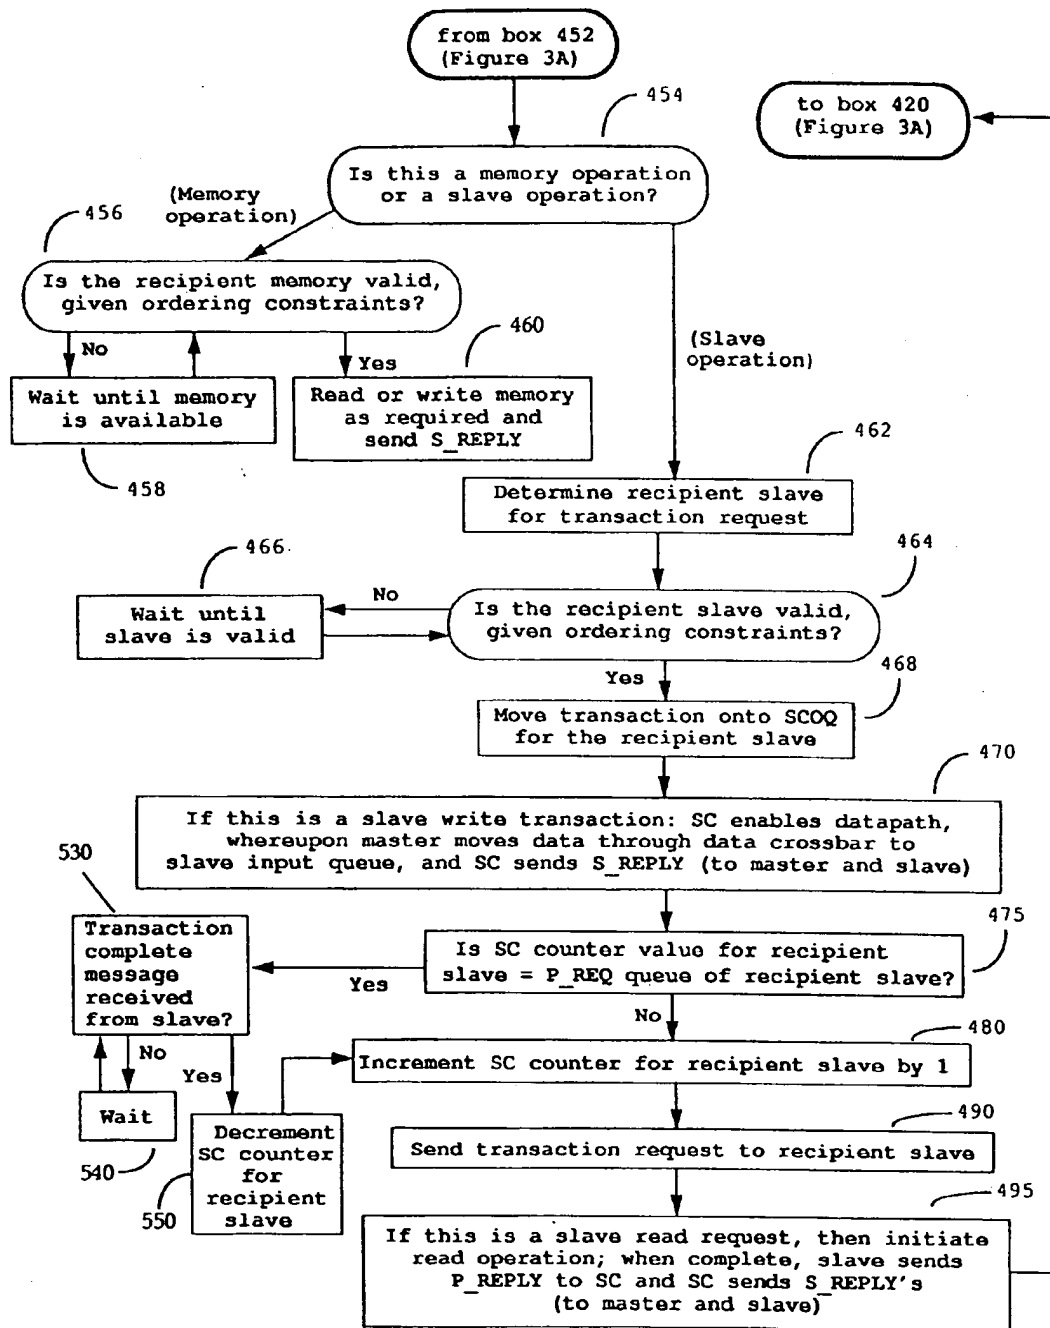 from box 452
(Figure 3A)
454
to box 420
(Figure 3A)
Is this a memory operation
or a slave operation?
(Memory
operation)
456
Is the recipient memory valid,
given ordering constraints?
460
(Slave
operation)
No
Yes
Wait until memory
is available
Read or write memory
as required and
send S_REPLY
458
462
Determine recipient slave
for transaction request
466
464
No
Wait until
slave is valid
Is the recipient slave valid,
given ordering constraints?
Yes
468
Move transaction onto SCOQ
for the recipient slave
470
If this is a slave write transaction: SC enables datapath,
whereupon master moves data through data crossbar to
slave input queue, and SC sends S_REPLY (to master and slave)
530
475
Transaction
complete
message
received
from slave?
Is SC counter value for recipient
slave = P_REQ queue of recipient slave?
Yes
No
480
No
Yes
Increment SC counter for recipient slave by 1
Wait
540
490
Decrement
SC counter
for
recipient
slave
550
Send transaction request to recipient slave
495
If this is a slave read request, then initiate
read operation; when complete, slave sends
P_REPLY to SC and SC sends S_REPLY's
(to master and slave)